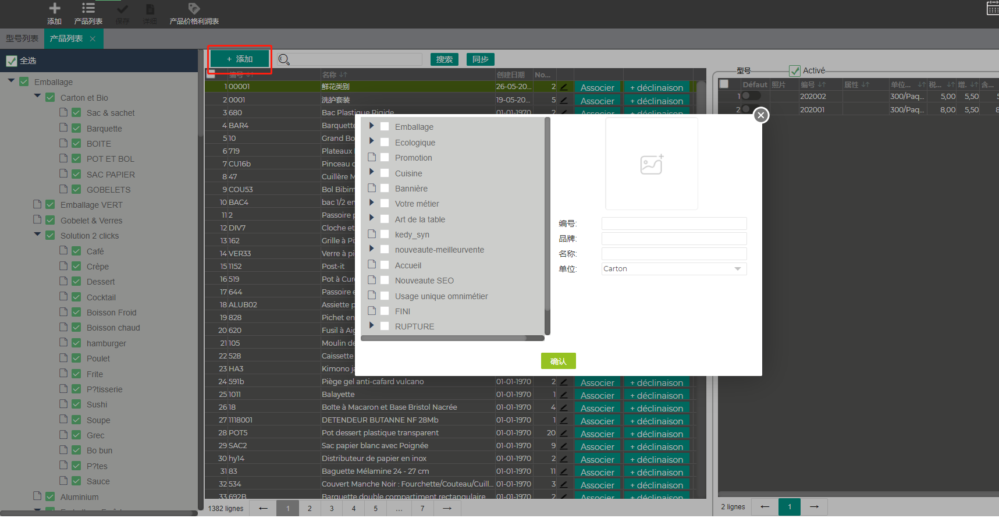 添加
产品列表
保存
详细
产品价格利润表
型号列表
产品列表
全选
Emballage
Carton et Bio
Sac & sachet
Barquette
BOITE
POT ET BOL
SAC PAPIER
GOBELETS
Emballage VERT
Gobelet & Verres
Solution 2 clicks
Café
Crèpe
Dessert
Cocktail
Boisson Froid
Boisson chaud
hamburger
Poulet
Frite
P?tisserie
Sushi
Soupe
Grec
Bo bun
P?tes
Sauce
Aluminium
+ 添加
搜索
同步
编号 名称 创建日期 No...
1 00001 鲜花类别 26-05-20... 2 Associer + déclinaison
2 0001 洗护套装 19-05-20... 5 Associer + déclinaison
3 680 Bac Plastique Rigide 01-01-1970 2
4 BAR4 Barquette
5 10 Grand Bo
6 719 Plateaux
7 CU16b Pinceau
8 47 Cuillère M
9 COU53 Bol Bibim
10 BAC4 bac 1/2 en
11 2 Passoire p
12 DIV7 Cloche et
13 162 Grille à Pi
14 VER33 Verre à pi
15 1152 Post-it
16 519 Pot à Cur
17 644 Passoire e
18 ALUB02 Assiette p
19 828 Pichet en
20 620 Fusil à Aig
21 105 Moulin de
22 528 Caissette
23 HA3 Kimono ja
24 591b Piège gel anti-cafard vulcano 01-01-1970 2 Associer + déclinaison
25 1011 Balayette 01-01-1970 1 Associer + déclinaison
26 18 Boîte à Macaron et Base Bristol Nacrée 01-01-1970 4 Associer + déclinaison
27 1118001 DETENDEUR BUTANNE NF 28Mb 01-01-1970 1 Associer + déclinaison
28 POT5 Pot dessert plastique transparent 01-01-1970 20 Associer + déclinaison
29 SAC2 Sac papier blanc avec Poignée 01-01-1970 9 Associer + déclinaison
30 hy14 Distributeur de papier en inox 01-01-1970 2 Associer + déclinaison
31 83 Baguette Mélamine 24 - 27 cm 01-01-1970 11 Associer + déclinaison
32 534 Couvert Manche Noir : Fourchette/Couteau/Cuill... 01-01-1970 3 Associer + déclinaison
33 692B Barquette double compartiment rectangulaire 01-01-1970 2 Associer + déclinaison
1382 lignes ← 1 2 3 4 5 ... 7 →
Emballage
Ecologique
Promotion
Cuisine
Bannière
Votre métier
Art de la table
kedy_syn
nouveaute-meilleurvente
Accueil
Nouveaute SEO
Usage unique omnimétier
FINI
RUPTURE
编号:
品牌:
名称:
单位: Carton
确认
型号 Activé
Défaut 照片 编号 属性 单位... 税... 增. 含...
1 202002 300/Paq... 5,00 5,50 5
2 202001 300/Paq... 8,00 5,50 8
2 lignes ← 1 →